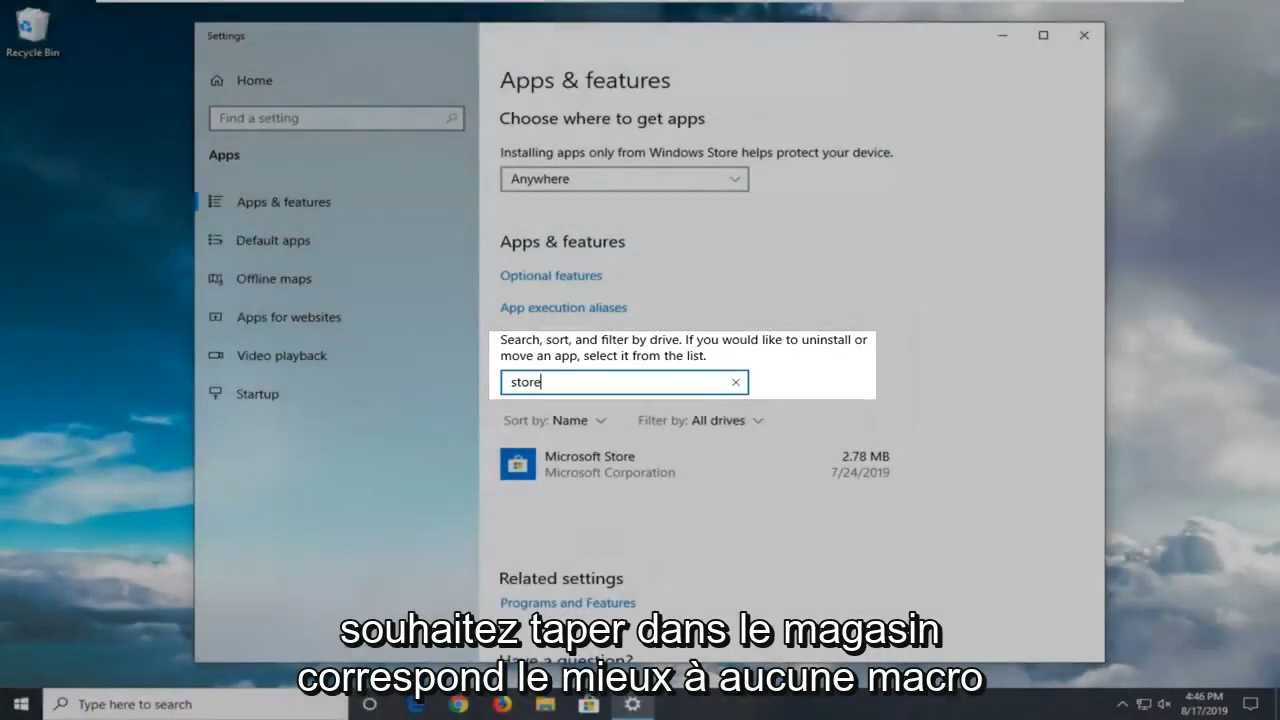 Recycle Bin
Settings
Home
Find a setting
Apps
Apps & features
Default apps
Offline maps
Apps for websites
Video playback
Startup
Apps & features
Choose where to get apps
Installing apps only from Windows Store helps protect your device.
Anywhere
Apps & features
Optional features
App execution aliases
Search, sort, and filter by drive. If you would like to uninstall or
move an app, select it from the list.
store
Sort by: Name Filter by: All drives
Microsoft Store 2.78 MB
Microsoft Corporation 7/24/2019
Related settings
Programs and Features
Have a question?
souhaitez taper dans le magasin
correspond le mieux à aucune macro
Type here to search
4:46 PM
8/17/2019